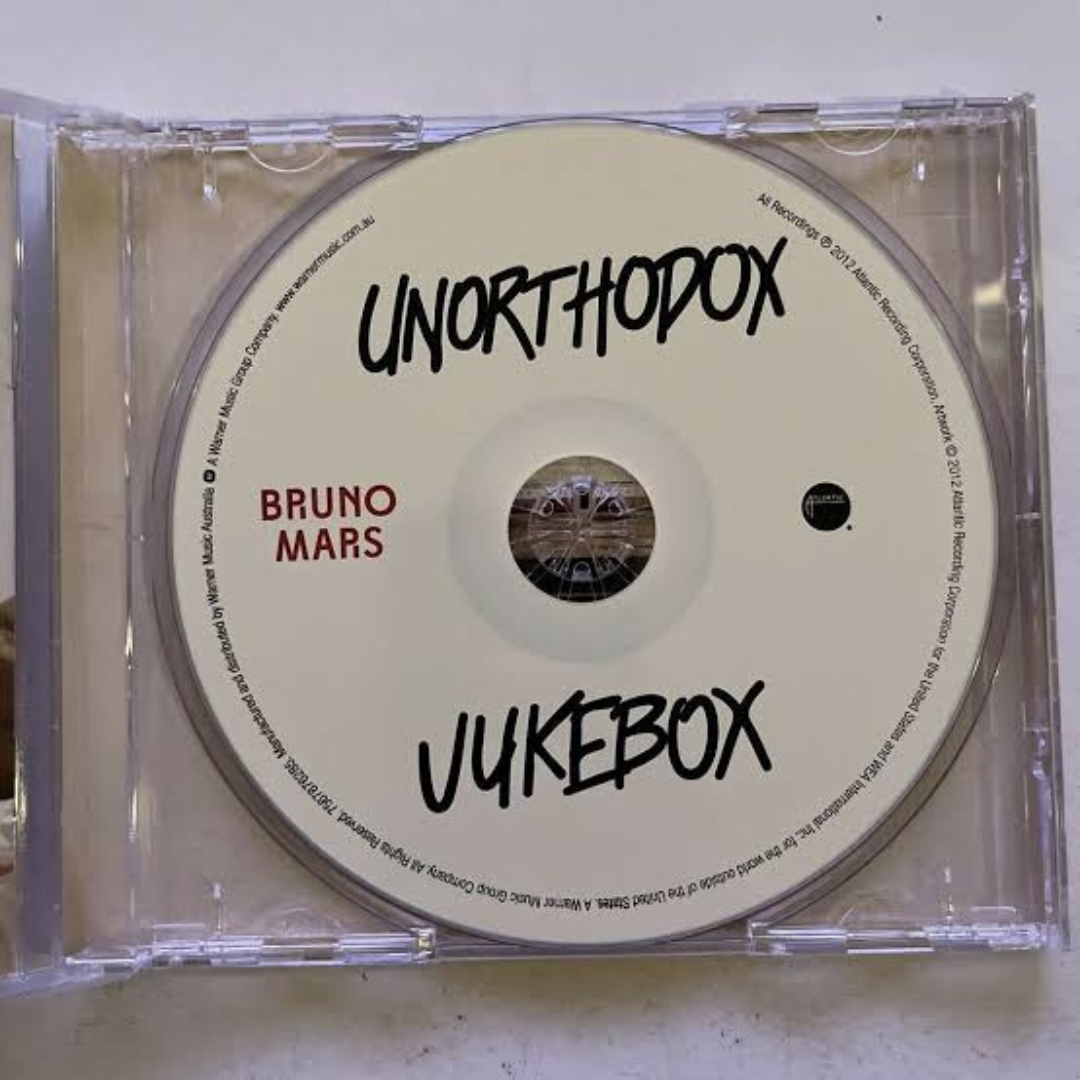 UNORTHODOX
BRUNO
MARS
ATLANTIC
JUKEBOX
All Recordings ℗ 2012 Atlantic Recording Corporation, Artwork © 2012 Atlantic Recording Corporation for the United States and WEA International Inc. for the world outside of the United States. A Warner Music Group Company. All Rights Reserved. 7567876285. Manufactured and distributed by Warner Music Australia A Warner Music Group Company. www.warnermusic.com.au